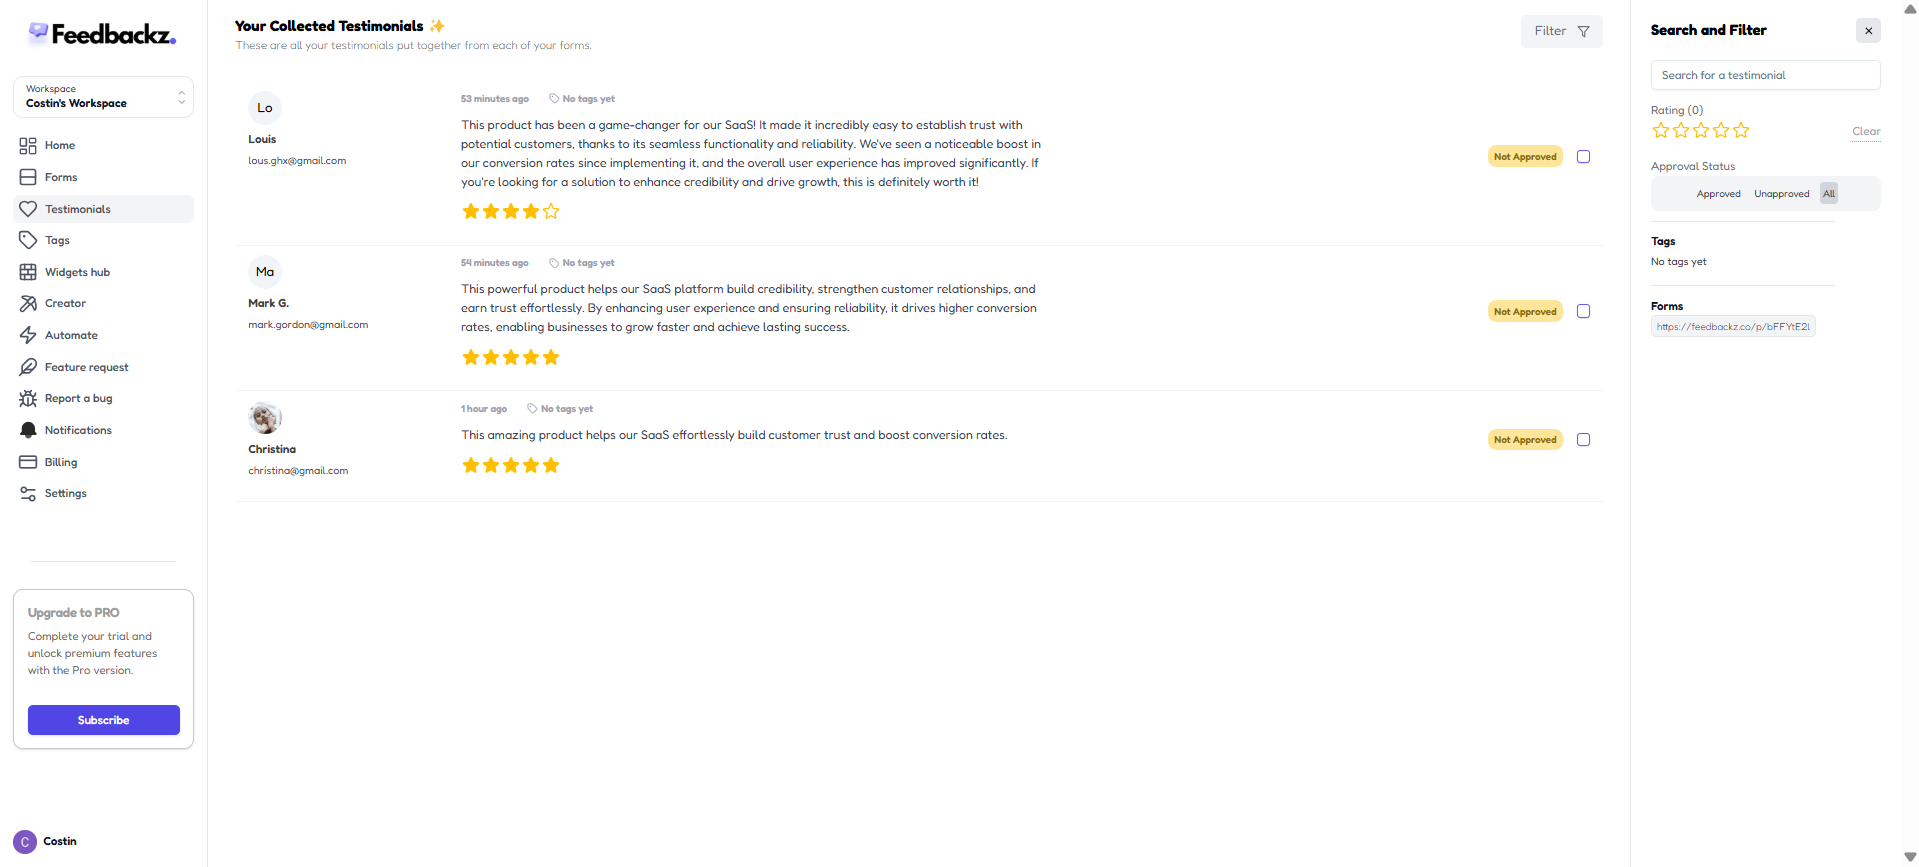 Feedbackz.
Workspace
Costin's Workspace
Home
Forms
Testimonials
Tags
Widgets hub
Creator
Automate
Feature request
Report a bug
Notifications
Billing
Settings
Upgrade to PRO
Complete your trial and
unlock premium features
with the Pro version.
Subscribe
C
Costin
Your Collected Testimonials ✨
These are all your testimonials put together from each of your forms.
Filter
Lo
Louis
lous.ghx@gmail.com
53 minutes ago
No tags yet
This product has been a game-changer for our SaaS! It made it incredibly easy to establish trust with
potential customers, thanks to its seamless functionality and reliability. We've seen a noticeable boost in
our conversion rates since implementing it, and the overall user experience has improved significantly. If
you're looking for a solution to enhance credibility and drive growth, this is definitely worth it!
Not Approved
Ma
Mark G.
mark.gordon@gmail.com
54 minutes ago
No tags yet
This powerful product helps our SaaS platform build credibility, strengthen customer relationships, and
earn trust effortlessly. By enhancing user experience and ensuring reliability, it drives higher conversion
rates, enabling businesses to grow faster and achieve lasting success.
Not Approved
Christina
christina@gmail.com
1 hour ago
No tags yet
This amazing product helps our SaaS effortlessly build customer trust and boost conversion rates.
Not Approved
Search and Filter
Search for a testimonial
Rating (0)
Clear
Approval Status
Approved
Unapproved
All
Tags
No tags yet
Forms
https://feedbackz.co/p/bFFYtE2l